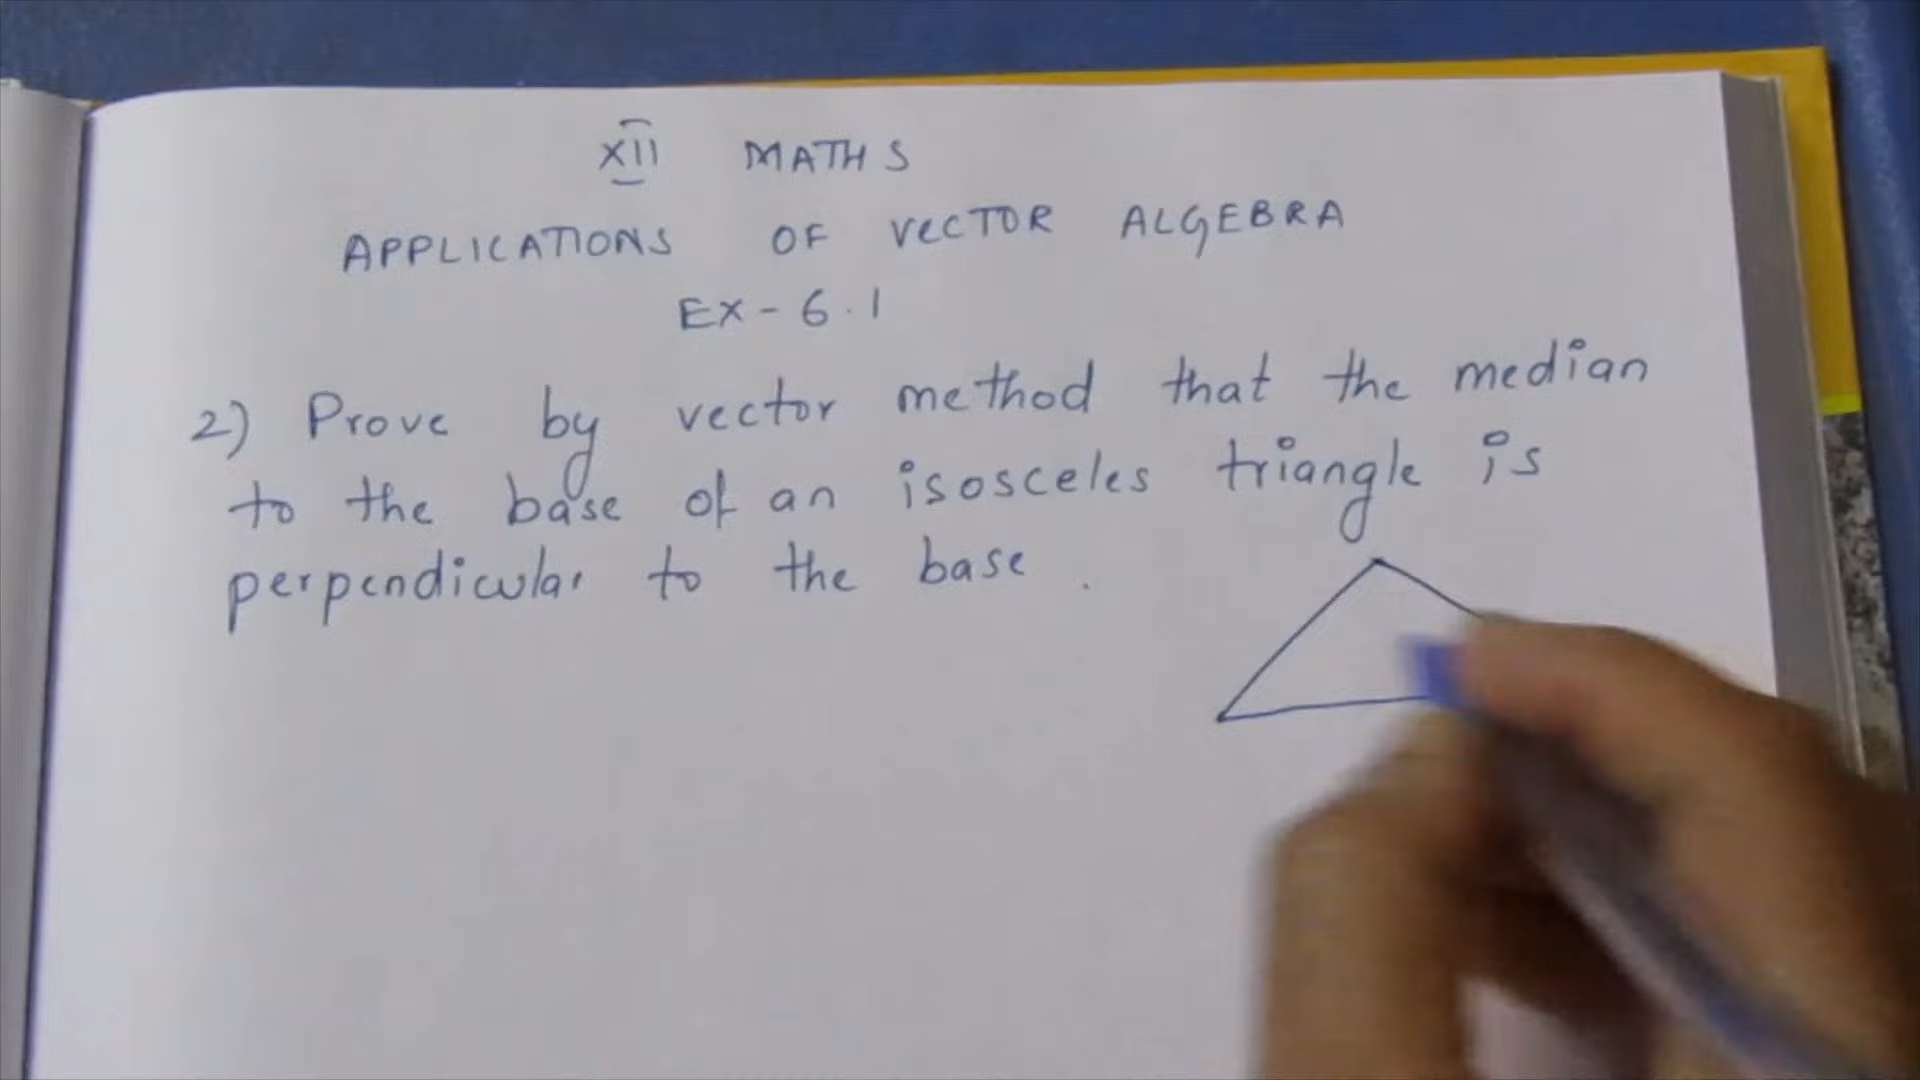 XII MATHS
APPLICATIONS OF VECTOR ALGEBRA
EX - 6.1
2) Prove by vector method that the median
to the base of an isosceles triangle is
perpendicular to the base.